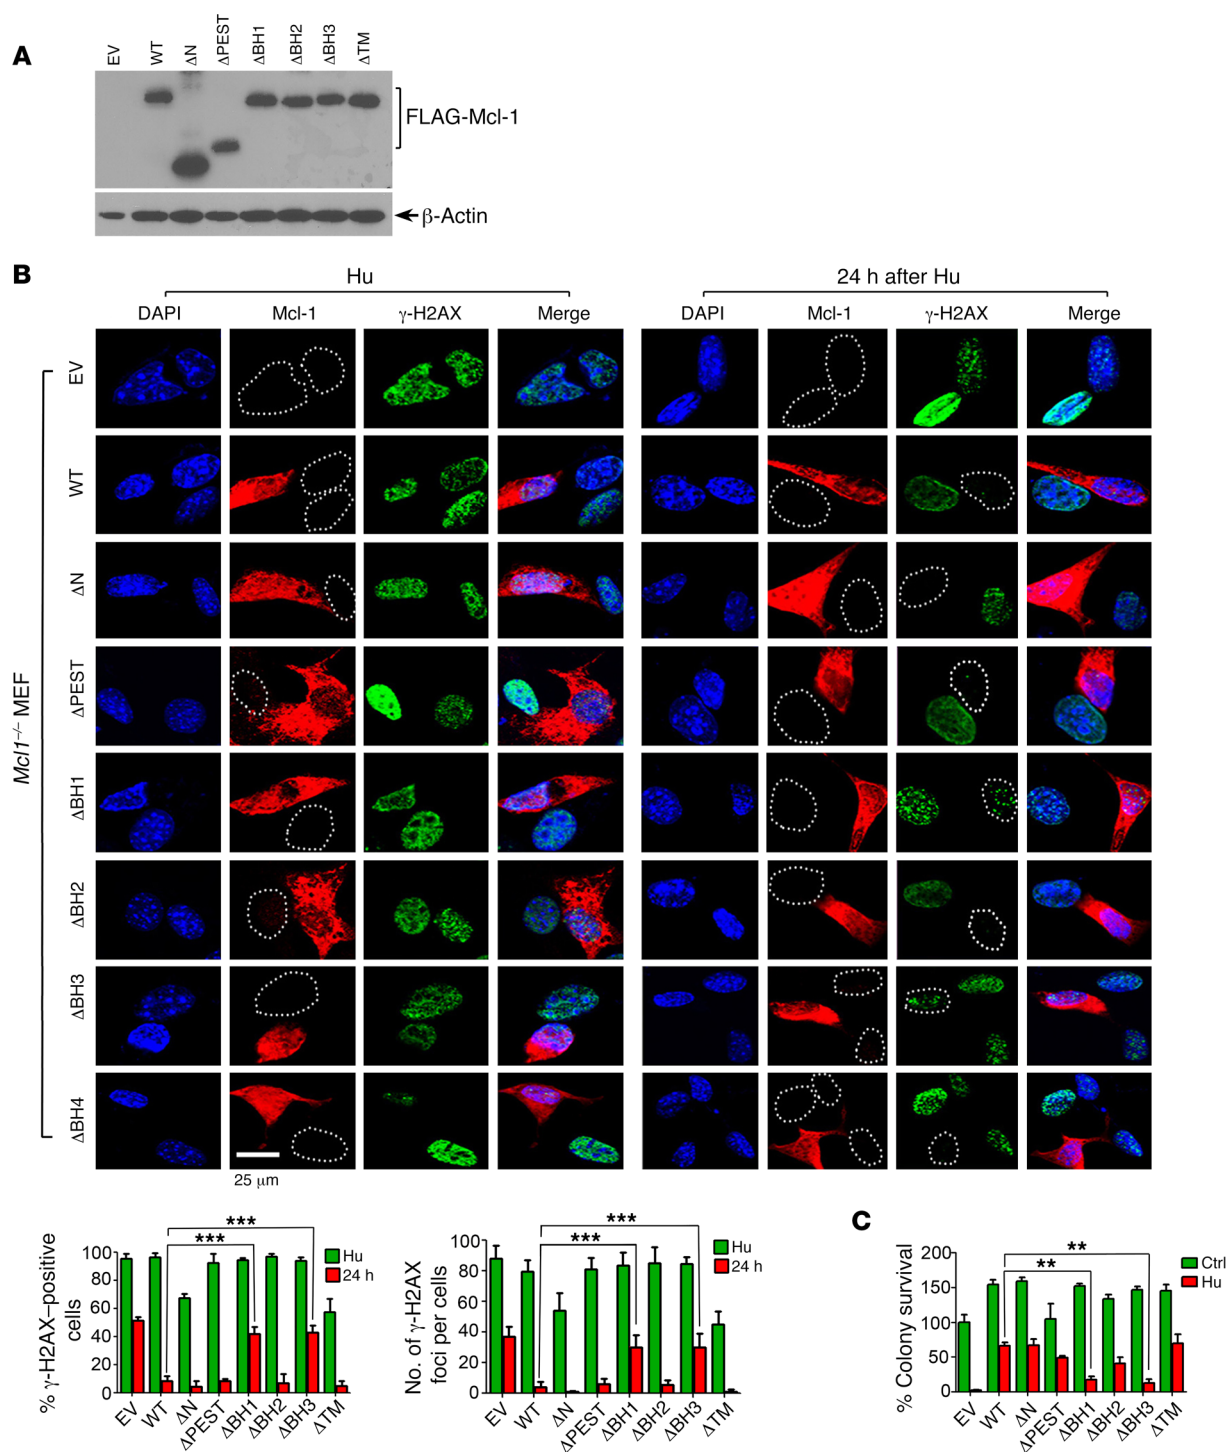 A
EV WT ΔN ΔPEST ΔBH1 ΔBH2 ΔBH3 ΔTM
FLAG-Mcl-1
β-Actin
B
Hu 24 h after Hu
DAPI Mcl-1 γ-H2AX Merge DAPI Mcl-1 γ-H2AX Merge
Mcl1–/– MEF
EV
WT
ΔN
ΔPEST
ΔBH1
ΔBH2
ΔBH3
ΔBH4
25 μm
% γ-H2AX–positive cells
***
***
Hu
24 h
100
80
60
40
20
0
EV WT ΔN ΔPEST ΔBH1 ΔBH2 ΔBH3 ΔTM
No. of γ-H2AX foci per cells
***
***
Hu
24 h
100
80
60
40
20
0
EV WT ΔN ΔPEST ΔBH1 ΔBH2 ΔBH3 ΔTM
C
% Colony survival
**
**
Ctrl
Hu
200
150
100
50
0
EV WT ΔN ΔPEST ΔBH1 ΔBH2 ΔBH3 ΔTM